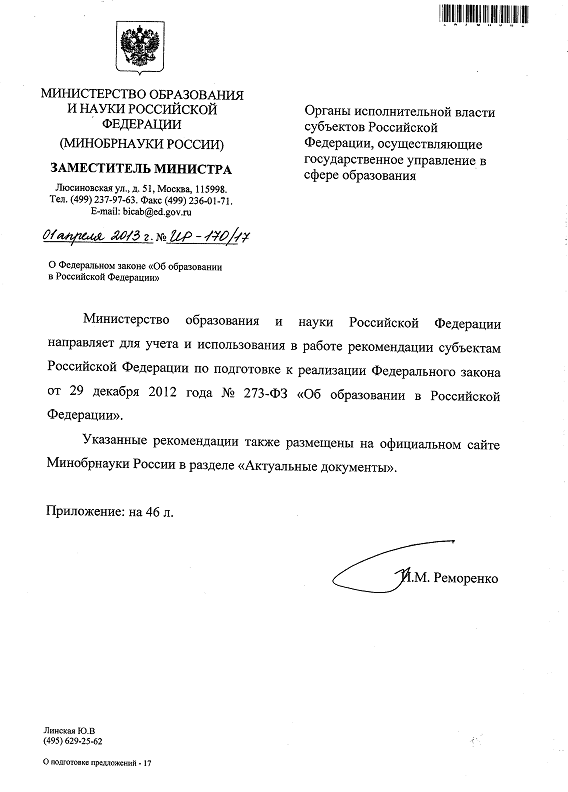 МИНИСТЕРСТВО ОБРАЗОВАНИЯ
И НАУКИ РОССИЙСКОЙ
ФЕДЕРАЦИИ
(МИНОБРНАУКИ РОССИИ)
ЗАМЕСТИТЕЛЬ МИНИСТРА
Люсиновская ул., д. 51, Москва, 115998.
Тел. (499) 237-97-63. Факс (499) 236-01-71.
E-mail: bicab@ed.gov.ru
01 апреля 2013 г. № ИР - 170/17
О Федеральном законе «Об образовании
в Российской Федерации»
Органы исполнительной власти
субъектов Российской
Федерации, осуществляющие
государственное управление в
сфере образования
Министерство образования и науки Российской Федерации
направляет для учета и использования в работе рекомендации субъектам
Российской Федерации по подготовке к реализации Федерального закона
от 29 декабря 2012 года № 273-ФЗ «Об образовании в Российской
Федерации».
Указанные рекомендации также размещены на официальном сайте
Минобрнауки России в разделе «Актуальные документы».
Приложение: на 46 л.
И.М. Реморенко
Линская Ю.В
(495) 629-25-62
О подготовке предложений - 17